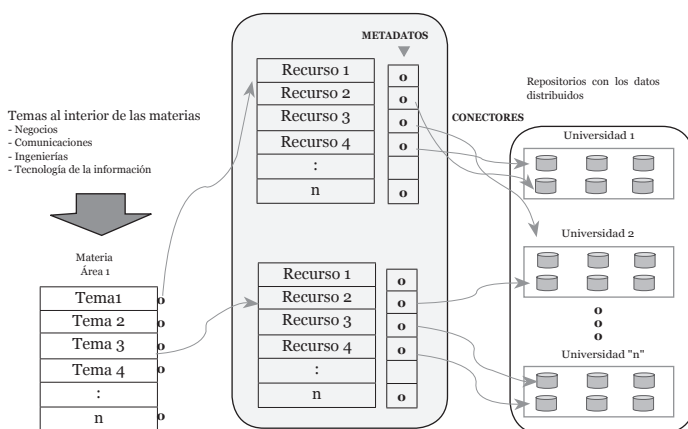 METADATOS
Recurso 1
o
Recurso 2
o
Recurso 3
o
Recurso 4
o
:
n
o
Temas al interior de las materias
- Negocios
- Comunicaciones
- Ingenierías
- Tecnología de la información
Materia
Área 1
Tema1
o
Tema 2
o
Tema 3
o
Tema 4
o
:
n
o
Recurso 1
o
Recurso 2
o
Recurso 3
o
Recurso 4
o
:
n
o
CONECTORES
Repositorios con los datos
distribuidos
Universidad 1
Universidad 2
o
o
o
Universidad "n"